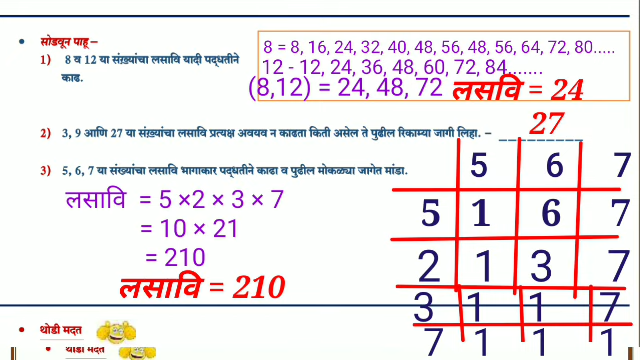 • सोडवून पाहू –
1) 8 व 12 या संख्यांचा लसावि यादी पद्धतीने
काढ.
8 = 8, 16, 24, 32, 40, 48, 56, 48, 56, 64, 72, 80.....
12 - 12, 24, 36, 48, 60, 72, 84.......
(8,12) = 24, 48, 72 लसावि = 24
2) 3, 9 आणि 27 या संख्यांचा लसावि प्रत्यक्ष अवयव न काढता किती असेल ते पुढील रिकाम्या जागी लिहा. – 27
3) 5, 6, 7 या संख्यांचा लसावि भागाकार पद्धतीने काढा व पुढील मोकळ्या जागेत मांडा.
लसावि = 5 ×2 × 3 × 7
= 10 × 21
= 210
लसावि = 210
5 6 7
5 1 6 7
2 1 3 7
3 1 1 7
7 1 1 1
• थोडी मदत
• थोडी मदत